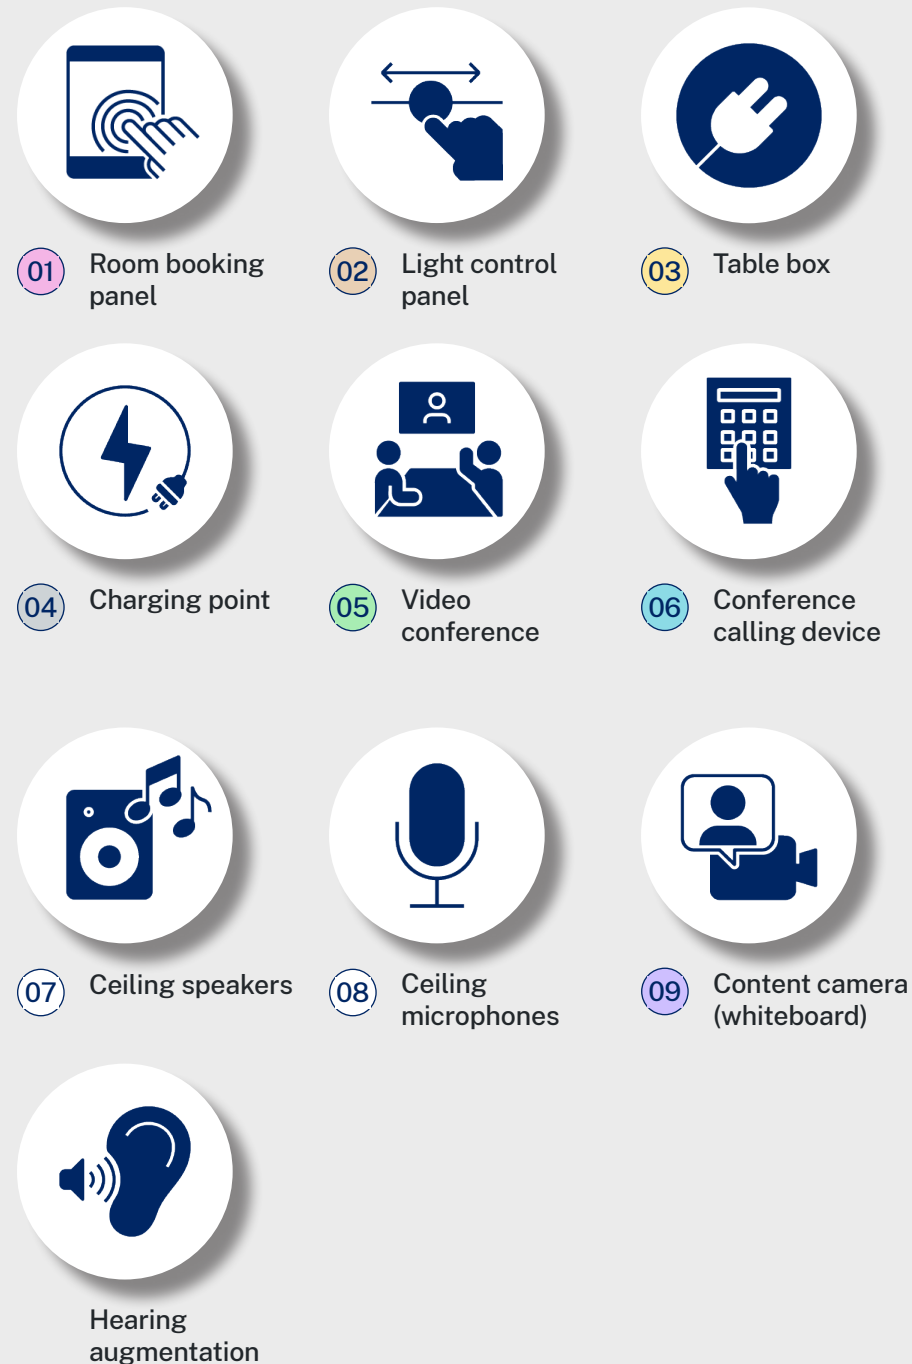 01 Room booking
panel
02 Light control
panel
03 Table box
04 Charging point
05 Video
conference
06 Conference
calling device
07 Ceiling speakers
08 Ceiling
microphones
09 Content camera
(whiteboard)
Hearing
augmentation